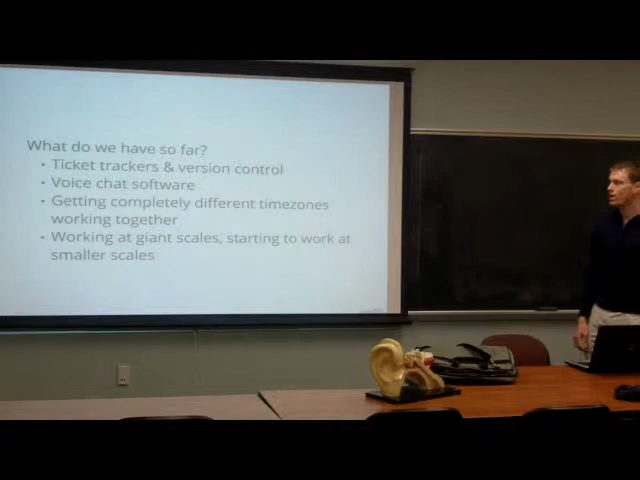 What do we have so far?
• Ticket trackers & version control
• Voice chat software
• Getting completely different timezones
working together
• Working at giant scales, starting to work at
smaller scales